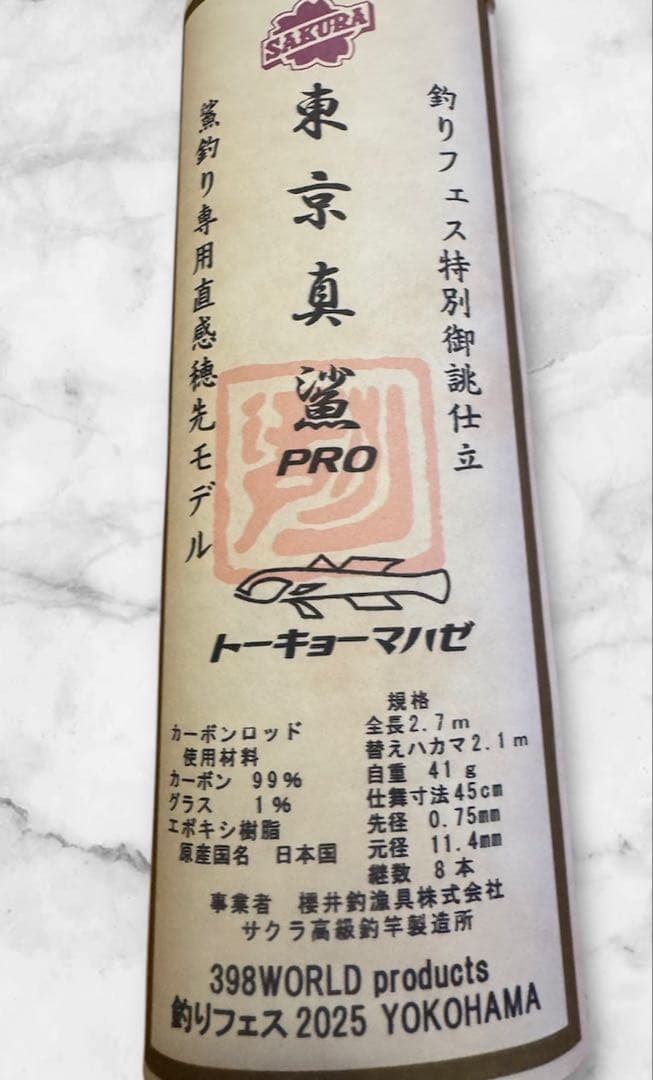 SAKURA
釣りフェス特別御誂仕立
東京真鯊
PRO
鯊釣り専用直感穂先モデル
トーキョーマハゼ
カーボンロッド
使用材料
カーボン 99%
グラス 1%
エポキシ樹脂
原産国名 日本国
規格
全長2.7m
替えハカマ2.1m
自重 41g
仕舞寸法45cm
先径 0.75mm
元径 11.4mm
継数 8本
事業者 櫻井釣漁具株式会社
サクラ高級釣竿製造所
398WORLD products
釣りフェス2025 YOKOHAMA